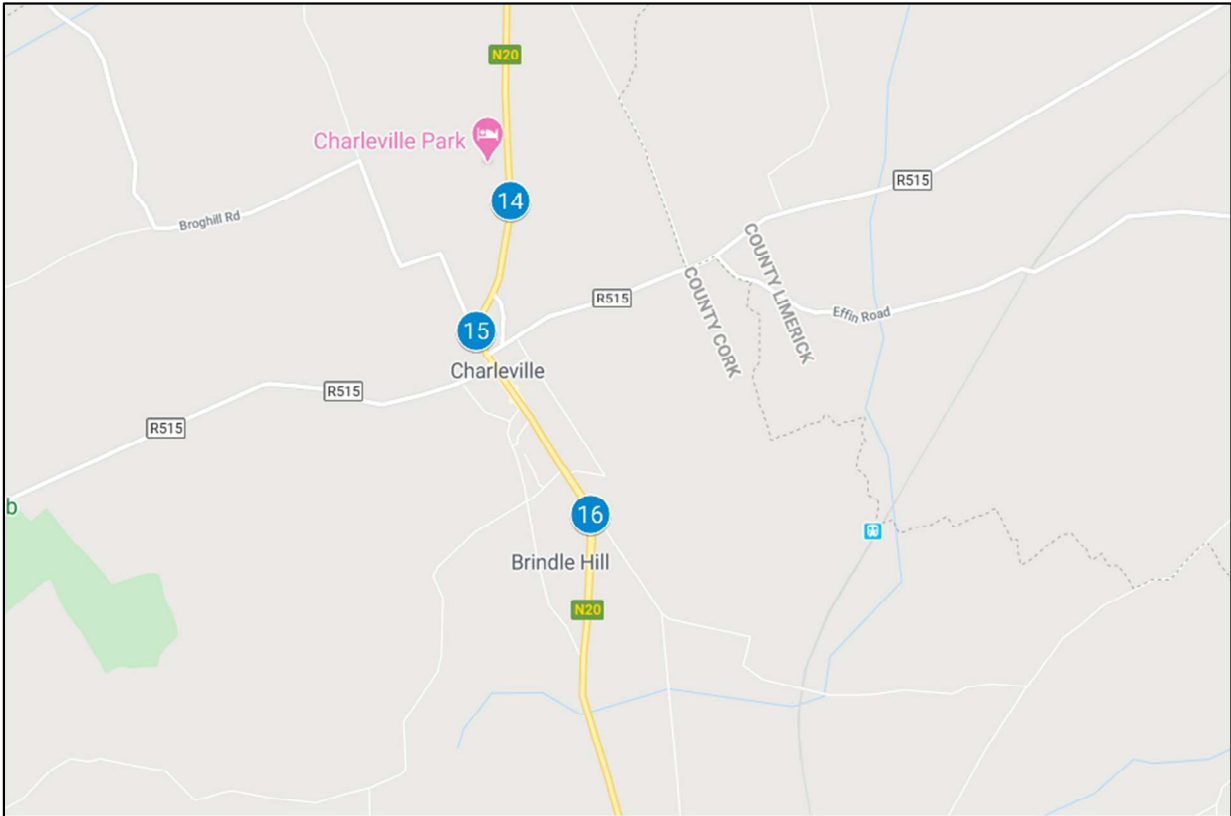 N20
Charleville Park
R515
14
Broghill Rd
COUNTY LIMERICK
COUNTY CORK
R515
Effin Road
15
Charleville
R515
R515
b
16
Brindle Hill
N20